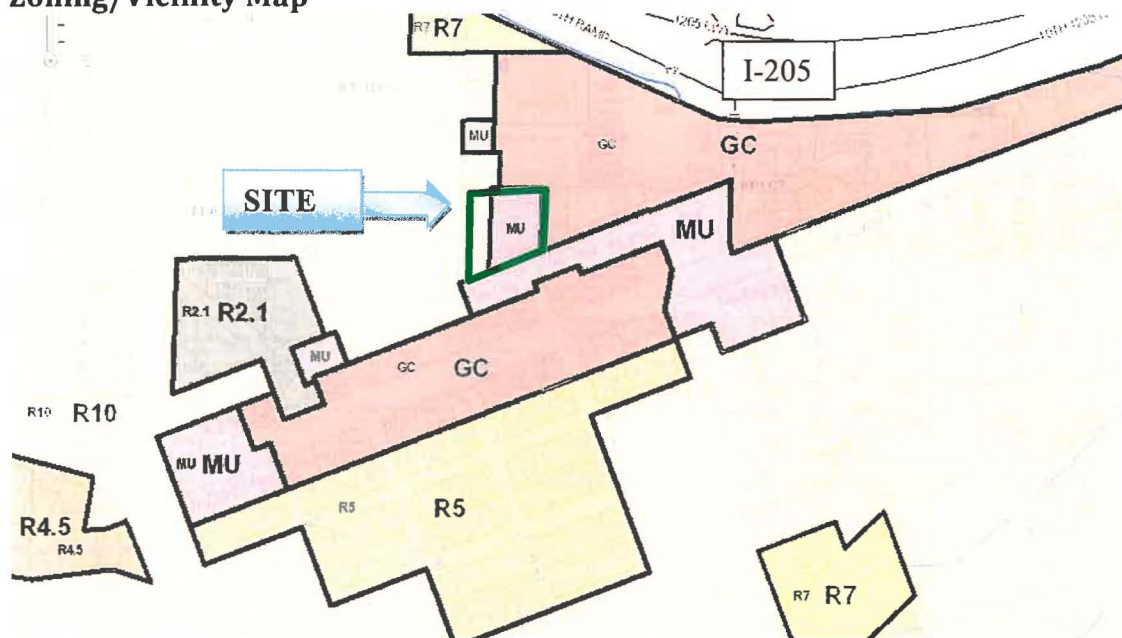 Zoning/Vicinity Map
R7 R7
I-205
MU
GC
GC
SITE
MU
MU
R2.1 R2.1
MU
GC
GC
R10
R10
MU
MU
R5
R5
R4.5
R4.5
R7
R7